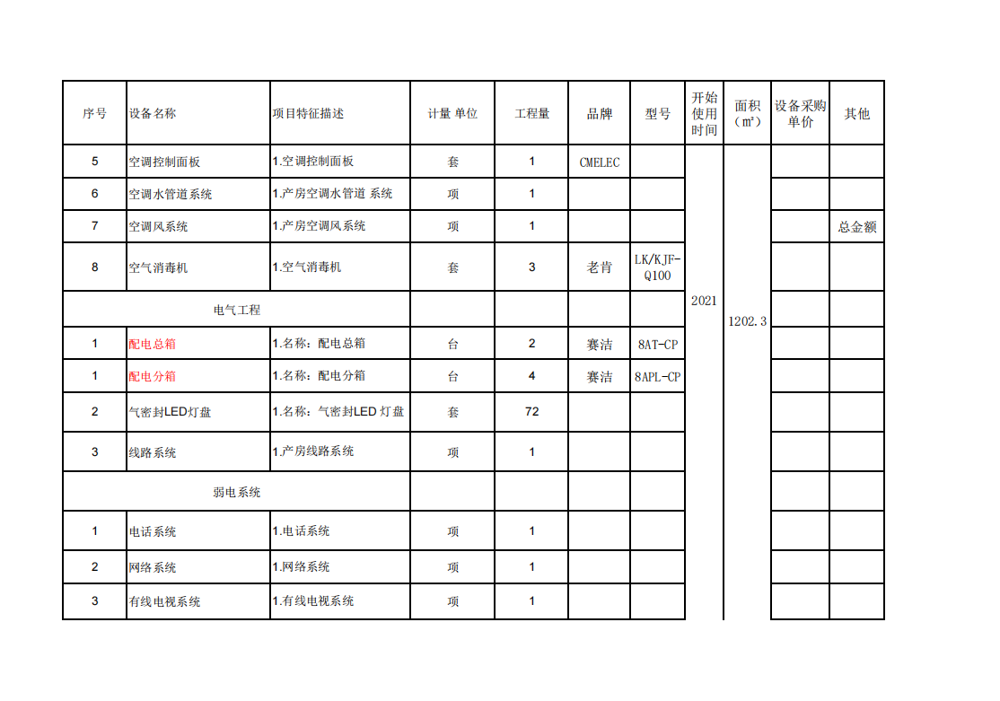 序号 设备名称 项目特征描述 计量 单位 工程量 品牌 型号 开始使用时间 面积（㎡） 设备采购单价 其他
5 空调控制面板 1.空调控制面板 套 1 CMELEC
6 空调水管道系统 1.产房空调水管道 系统 项 1
7 空调风系统 1.产房空调风系统 项 1 总金额
8 空气消毒机 1.空气消毒机 套 3 老肯 LK/KJF-Q100
电气工程
2021
1202.3
1 配电总箱 1.名称：配电总箱 台 2 赛洁 8AT-CP
1 配电分箱 1.名称：配电分箱 台 4 赛洁 8APL-CP
2 气密封LED灯盘 1.名称：气密封LED 灯盘 套 72
3 线路系统 1.产房线路系统 项 1
弱电系统
1 电话系统 1.电话系统 项 1
2 网络系统 1.网络系统 项 1
3 有线电视系统 1.有线电视系统 项 1